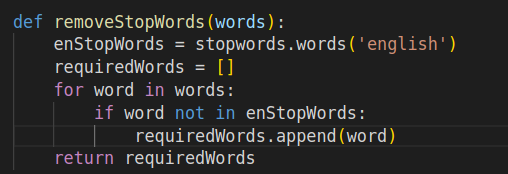 def removeStopWords(words):
    enStopWords = stopwords.words('english')
    requiredWords = []
    for word in words:
        if word not in enStopWords:
            requiredWords.append(word)
    return requiredWords